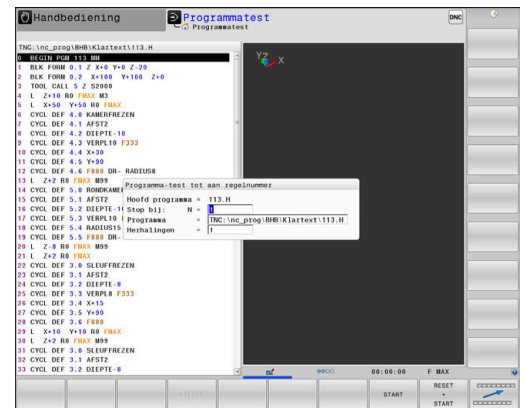 Handbediening
Programmatest
Programmatest
DNC
TNC:\nc_prog\BHB\Klartext\113.H
0 BEGIN PGM 113 MM
1 BLK FORM 0.1 Z X+0 Y+0 Z-20
2 BLK FORM 0.2 X+100 Y+100 Z+0
3 TOOL CALL 5 Z S2000
4 L Z+10 R0 FMAX M3
5 L X+50 Y+50 R0 FMAX
6 CYCL DEF 4.0 KAMERFREZEN
7 CYCL DEF 4.1 AFST2
8 CYCL DEF 4.2 DIEPTE-10
9 CYCL DEF 4.3 VERPL10 F333
10 CYCL DEF 4.4 X+30
11 CYCL DEF 4.5 Y+90
12 CYCL DEF 4.6 F888 DR- RADIUS8
13 L Z+2 R0 FMAX M99
14 CYCL DEF 5.0 RONDKAMER
15 CYCL DEF 5.1 AFST2
16 CYCL DEF 5.2 DIEPTE-1
17 CYCL DEF 5.3 VERPL10
18 CYCL DEF 5.4 RADIUS15
19 CYCL DEF 5.5 F888 DR-
20 L Z-8 R0 FMAX M99
21 L Z+2 R0 FMAX
22 CYCL DEF 3.0 SLEUFFREZEN
23 CYCL DEF 3.1 AFST2
24 CYCL DEF 3.2 DIEPTE-8
25 CYCL DEF 3.3 VERPL8 F333
26 CYCL DEF 3.4 X+15
27 CYCL DEF 3.5 Y+90
28 CYCL DEF 3.6 F888
29 L X+10 Y+10 R0 FMAX
30 L Z+2 R0 FMAX M99
31 CYCL DEF 3.0 SLEUFFREZEN
32 CYCL DEF 3.1 AFST2
33 CYCL DEF 3.2 DIEPTE-8
YZ X
Programma-test tot aan regelnummer
Hoofd programma = 113.H
Stop bij: N = 1
Programma = TNC:\nc_prog\BHB\Klartext\113.H
Herhalingen = 1
00:00:00 F MAX
START
RESET
+
START